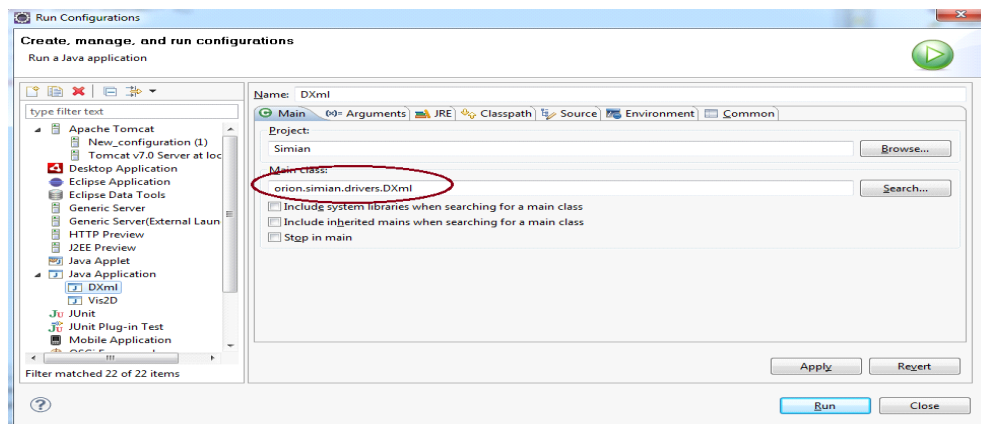 Run Configurations
Create, manage, and run configurations
Run a Java application
type filter text
Apache Tomcat
New_configuration (1)
Tomcat v7.0 Server at loc
Desktop Application
Eclipse Application
Eclipse Data Tools
Generic Server
Generic Server(External Laun
HTTP Preview
J2EE Preview
Java Applet
Java Application
DXml
Vis2D
JUnit
JUnit Plug-in Test
Mobile Application
Filter matched 22 of 22 items
Name: DXml
Main (x)= Arguments JRE Classpath Source Environment Common
Project:
Simian Browse...
Main class:
orion.simian.drivers.DXml Search...
Include system libraries when searching for a main class
Include inherited mains when searching for a main class
Stop in main
Apply Revert
Run Close